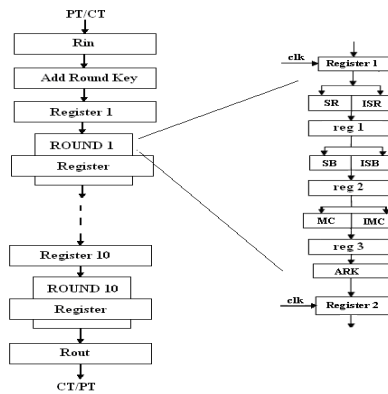 PT/CT
Rin
Add Round Key
Register 1
ROUND 1
Register
Register 10
ROUND 10
Register
Rout
CT/PT
clk
Register 1
SR ISR
reg 1
SB ISB
reg 2
MC IMC
reg 3
ARK
clk
Register 2